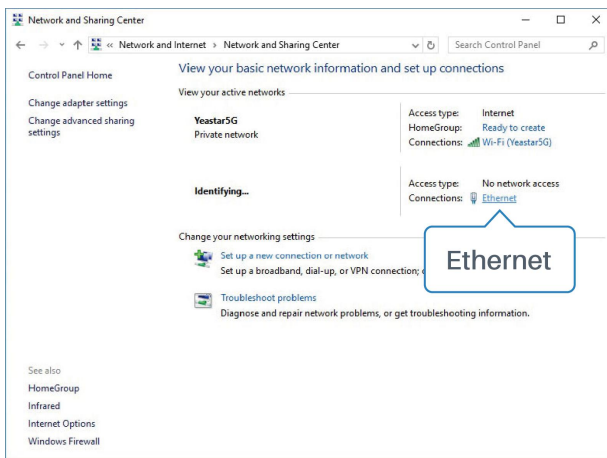 Network and Sharing Center
« Network and Internet › Network and Sharing Center
Search Control Panel
Control Panel Home
Change adapter settings
Change advanced sharing
settings
View your basic network information and set up connections
View your active networks
Yeastar5G
Private network
Access type: Internet
HomeGroup: Ready to create
Connections: Wi-Fi (Yeastar5G)
Identifying...
Access type: No network access
Connections: Ethernet
Ethernet
Change your networking settings
Set up a new connection or network
Set up a broadband, dial-up, or VPN connection;
Troubleshoot problems
Diagnose and repair network problems, or get troubleshooting information.
See also
HomeGroup
Infrared
Internet Options
Windows Firewall